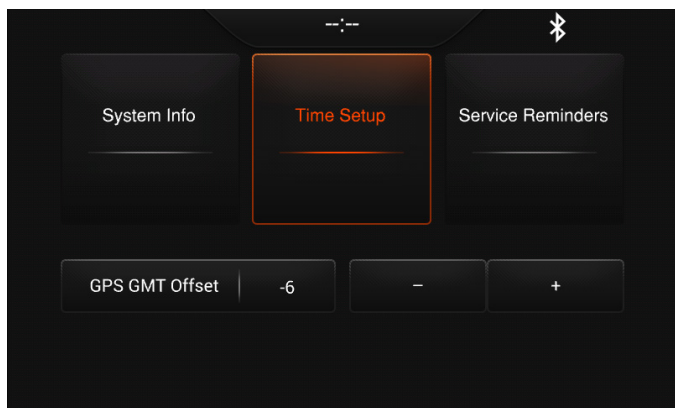 --:--
System Info
Time Setup
Service Reminders
GPS GMT Offset
-6
–
+